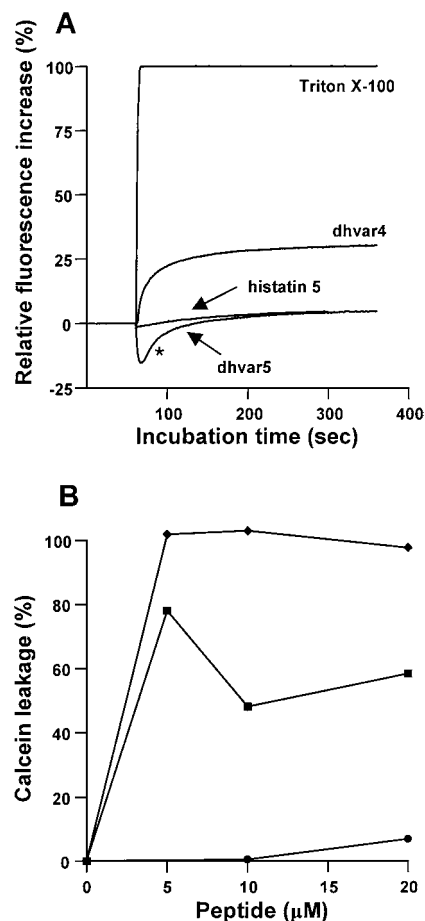 A
Relative fluorescence increase (%)
100
75
50
25
0
-25
Triton X-100
dhvar4
histatin 5
*
dhvar5
100
200
300
400
Incubation time (sec)
B
Calcein leakage (%)
100
80
60
40
20
0
0
5
10
15
20
Peptide (µM)